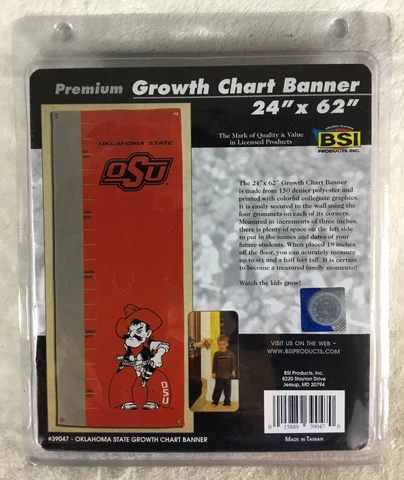 Premium Growth Chart Banner
24" x 62"
The Mark of Quality & Value
in Licensed Products
BSI
PRODUCTS, INC.
OKLAHOMA STATE
OSU
The 24"x 62" Growth Chart Banner
is made from 150 denier polyester and
printed with colorful collegiate graphics.
It is easily secured to the wall using the
four grommets on each of its corners.
Measured in increments of three inches,
there is plenty of space on the left side
to put in the names and dates of your
future students. When placed 18 inches
off the floor, you can acurately measure
up to six and a half feet tall. It is certain
to become a treasured family momento!
Watch the kids grow!
OSU
VISIT US ON THE WEB -
WWW.BSIPRODUCTS.COM
BSI Products, Inc.
8220 Stayton Drive
Jessup, MD 20794
0 15889 39047 0
#39047 - OKLAHOMA STATE GROWTH CHART BANNER
MADE IN TAIWAN